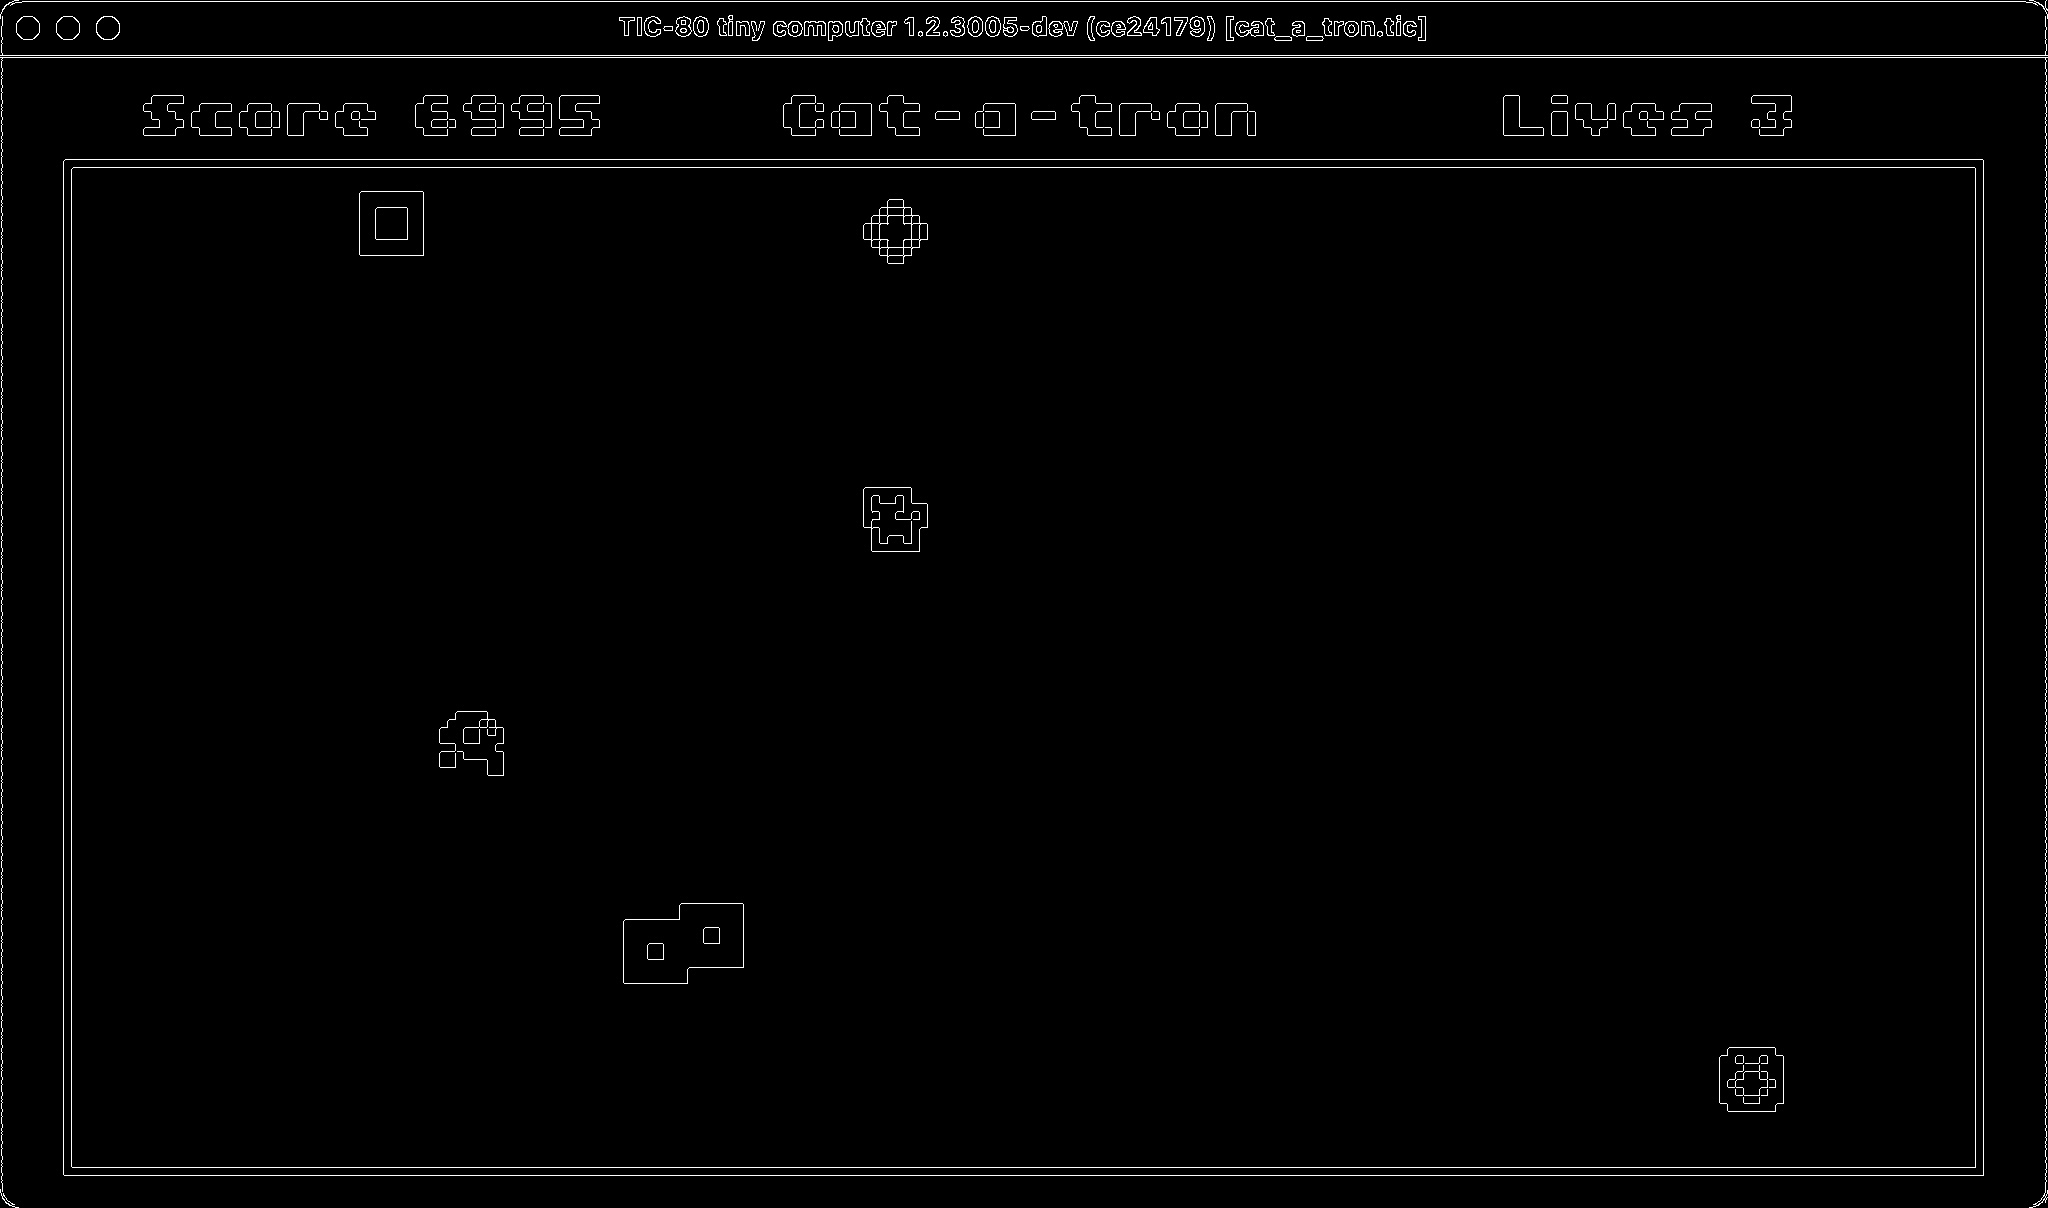 TIC-80 tiny computer 1.2.3005-dev (ce24179) [cat_a_tron.tic]
Score 6995 Cat-a-tron Lives 3